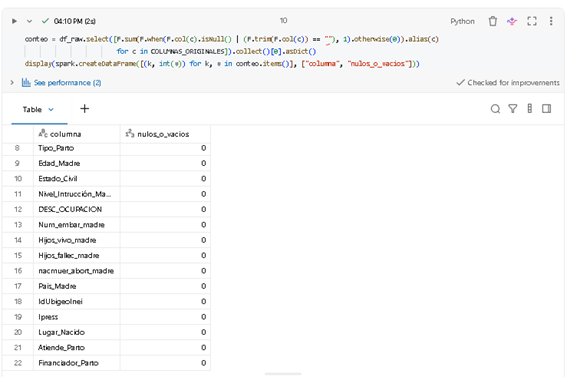 04:10 PM (2s)
10
Python
conteo = df_raw.select([F.sum(F.when(F.col(c).isNull() | (F.trim(F.col(c)) == ""), 1).otherwise(0)).alias(c)
for c in COLUMNAS_ORIGINALES]).collect()[0].asDict()
display(spark.createDataFrame([(k, int(v)) for k, v in conteo.items()], ["columna", "nulos_o_vacios"]))
See performance (2)
Checked for improvements
Table
columna nulos_o_vacios
8 Tipo_Parto 0
9 Edad_Madre 0
10 Estado_Civil 0
11 Nivel_Intrucción_Ma... 0
12 DESC_OCUPACION 0
13 Num_embar_madre 0
14 Hijos_vivo_madre 0
15 Hijos_fallec_madre 0
16 nacmuer_abort_madre 0
17 Pais_Madre 0
18 IdUbigeoInei 0
19 Ipress 0
20 Lugar_Nacido 0
21 Atiende_Parto 0
22 Financiador_Parto 0